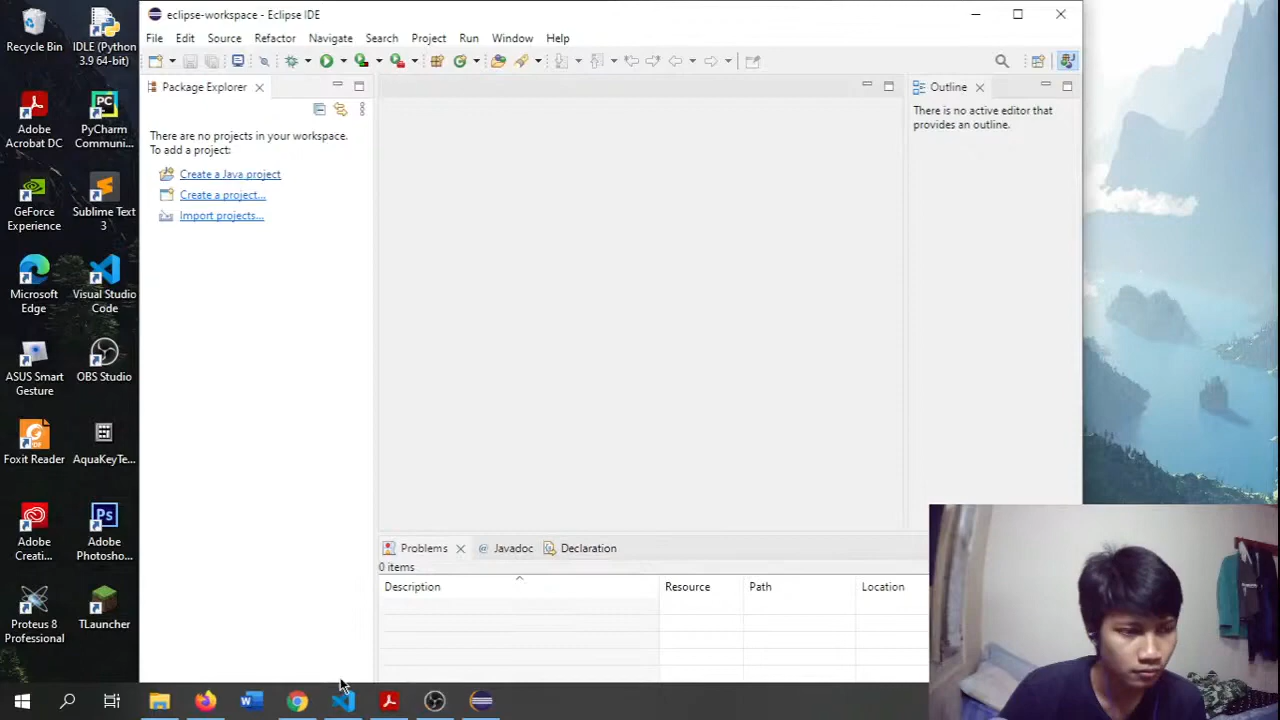 eclipse-workspace - Eclipse IDE
File Edit Source Refactor Navigate Search Project Run Window Help
Package Explorer
There are no projects in your workspace.
To add a project:
Create a Java project
Create a project...
Import projects...
Outline
There is no active editor that
provides an outline.
Problems Javadoc Declaration
0 items
Description Resource Path Location
Recycle Bin
IDLE (Python
3.9 64-bit)
Adobe
Acrobat DC
PyCharm
Communi...
GeForce
Experience
Sublime Text
3
Microsoft
Edge
Visual Studio
Code
ASUS Smart
Gesture
OBS Studio
Foxit Reader
AquaKeyTe...
Adobe
Creati...
Adobe
Photosho...
Proteus 8
Professional
TLauncher